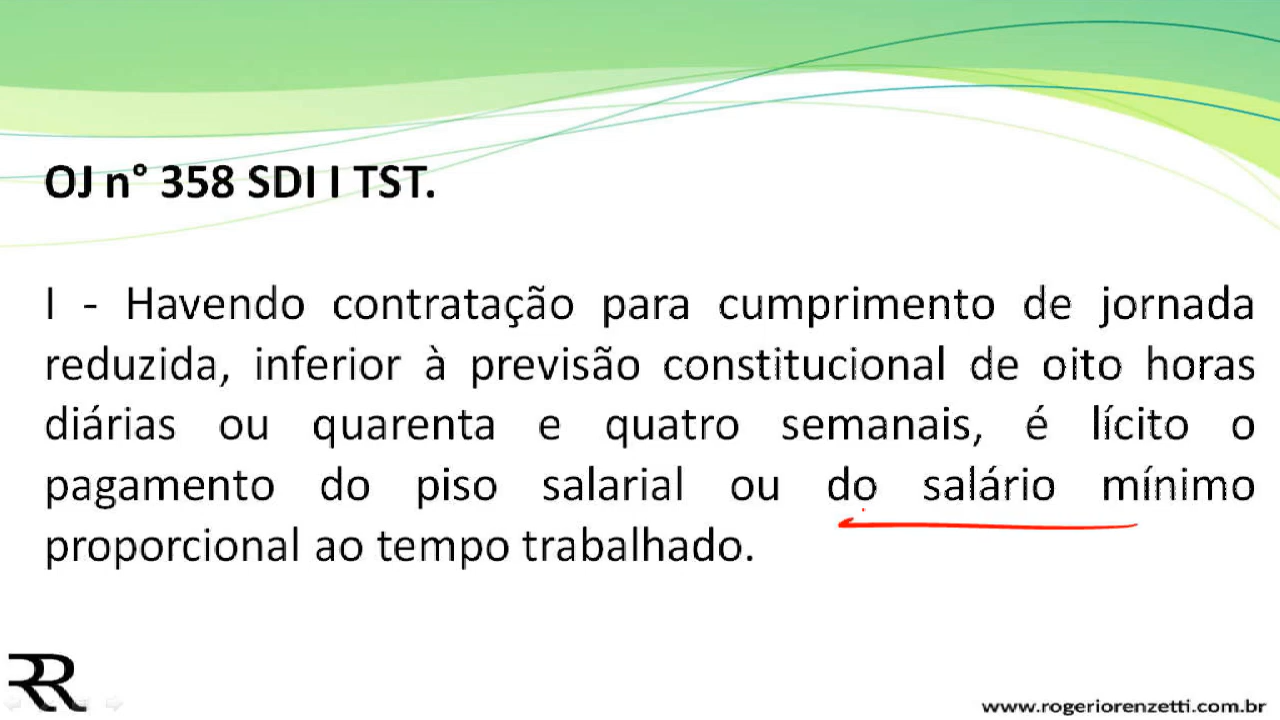 OJ n° 358 SDI I TST.
I - Havendo contratação para cumprimento de jornada
reduzida, inferior à previsão constitucional de oito horas
diárias ou quarenta e quatro semanais, é lícito o
pagamento do piso salarial ou do salário mínimo
proporcional ao tempo trabalhado.
RR
www.rogeriorenzetti.com.br